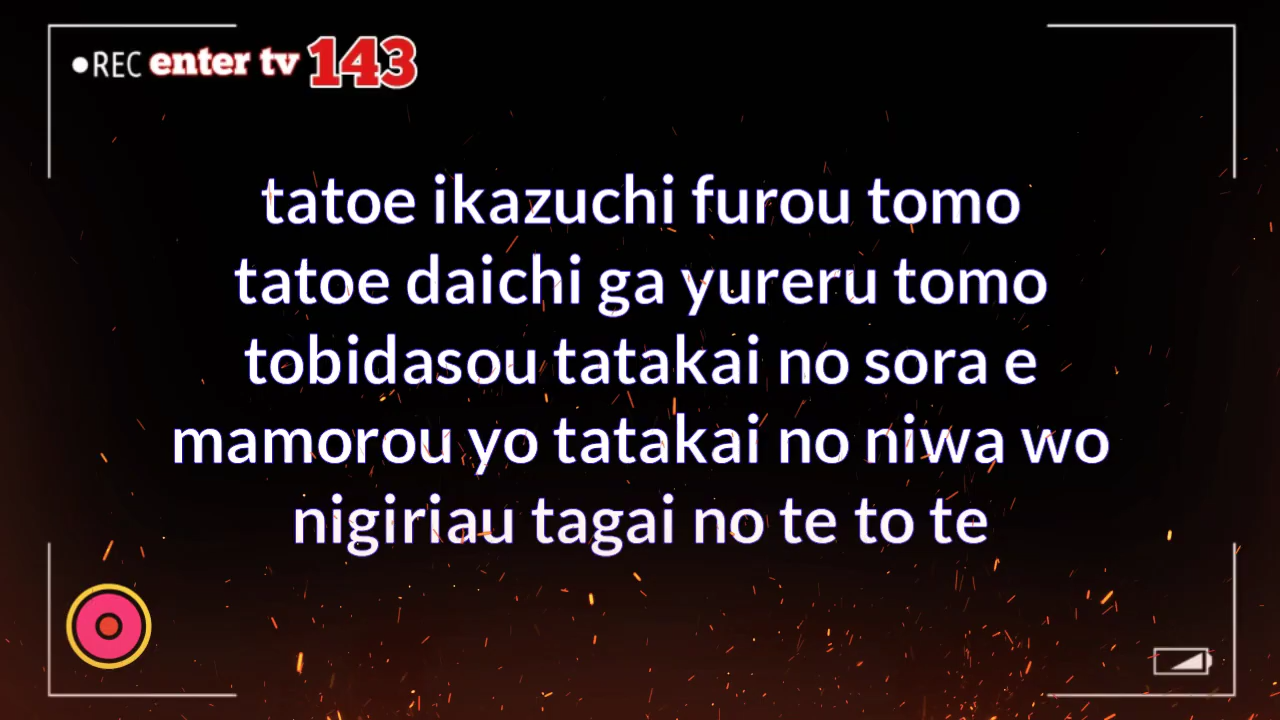 REC enter tv 143
tatoe ikazuchi furou tomo
tatoe daichi ga yureru tomo
tobidasou tatakai no sora e
mamorou yo tatakai no niwa wo
nigiriau tagai no te to te